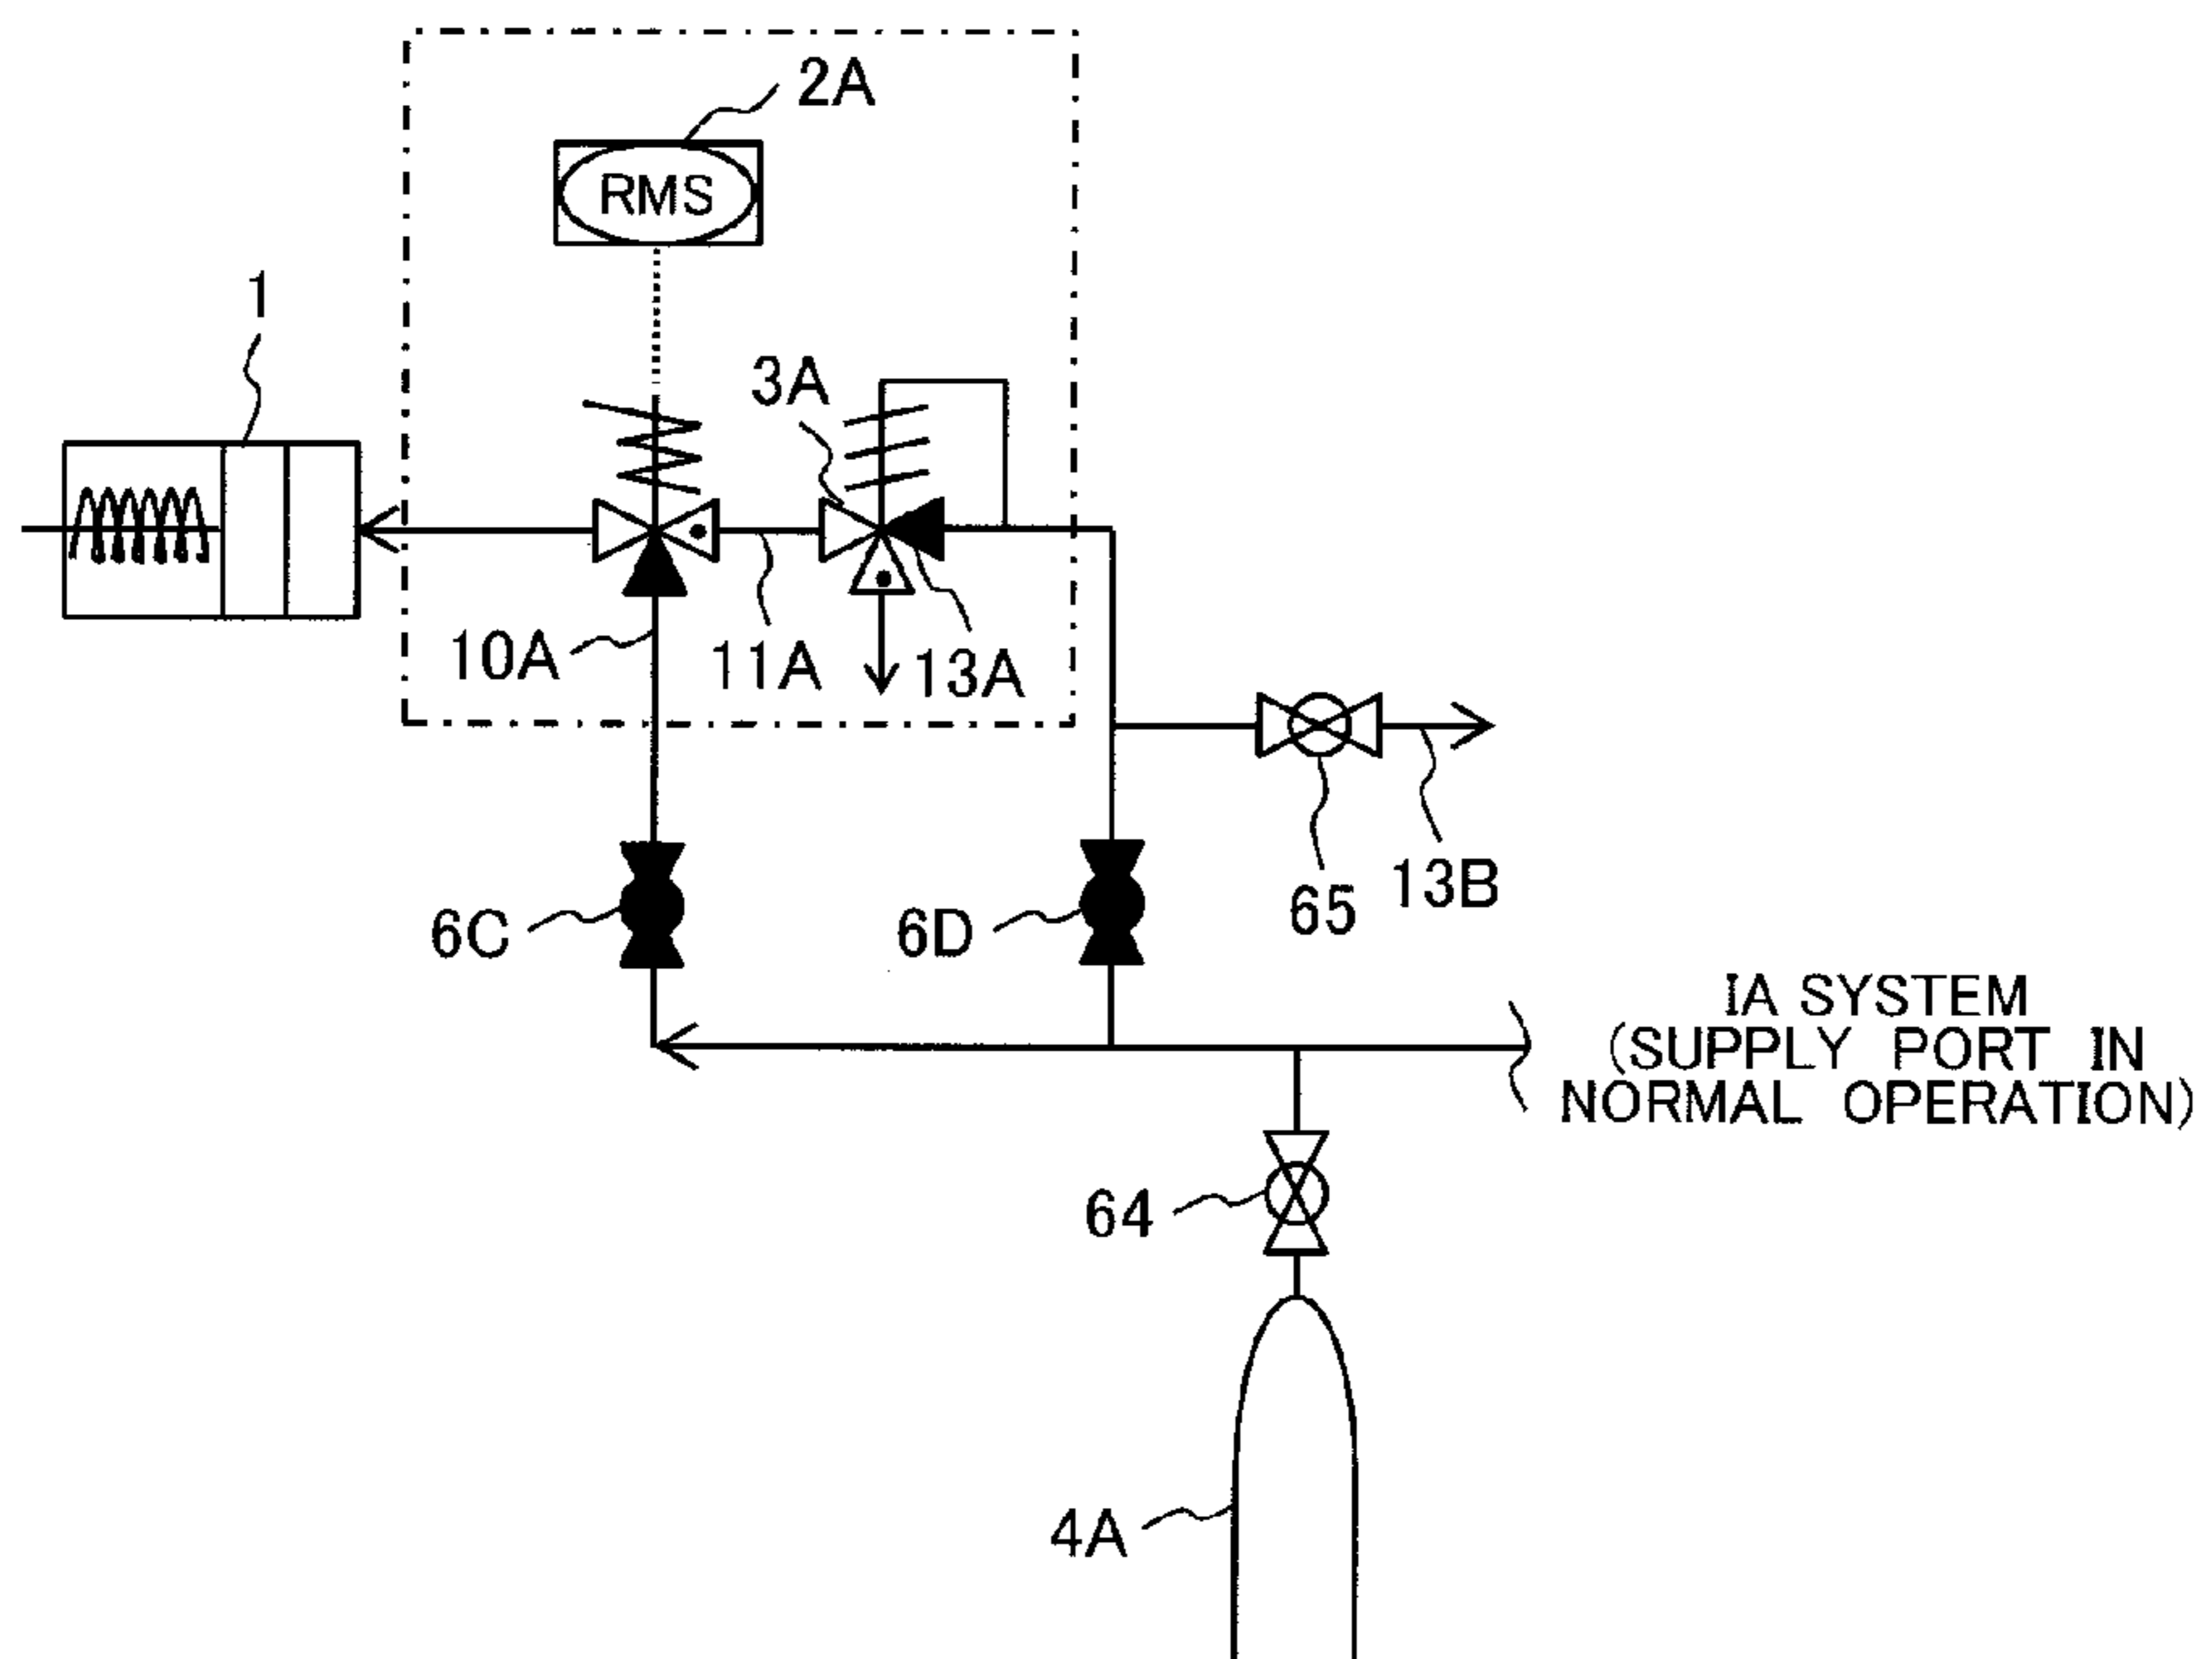 2A
RMS
1
3A
10A
11A
13A
65
13B
6C
6D
IA SYSTEM
(SUPPLY PORT IN
NORMAL OPERATION)
64
4A